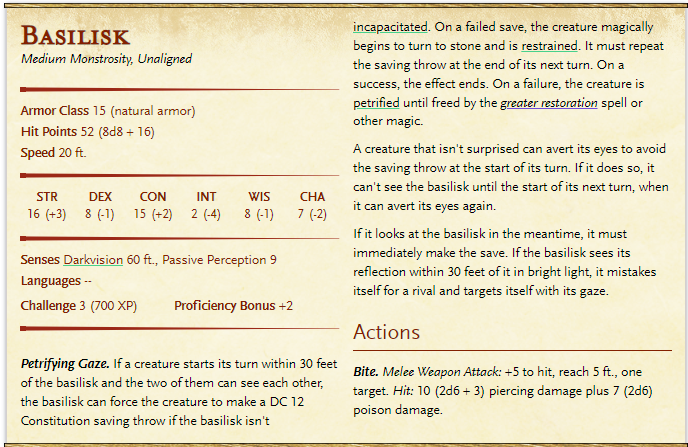 BASILISK
Medium Monstrosity, Unaligned
Armor Class 15 (natural armor)
Hit Points 52 (8d8 + 16)
Speed 20 ft.
STR DEX CON INT WIS CHA
16 (+3) 8 (-1) 15 (+2) 2 (-4) 8 (-1) 7 (-2)
Senses Darkvision 60 ft., Passive Perception 9
Languages --
Challenge 3 (700 XP) Proficiency Bonus +2
Petrifying Gaze. If a creature starts its turn within 30 feet
of the basilisk and the two of them can see each other,
the basilisk can force the creature to make a DC 12
Constitution saving throw if the basilisk isn't
incapacitated. On a failed save, the creature magically
begins to turn to stone and is restrained. It must repeat
the saving throw at the end of its next turn. On a
success, the effect ends. On a failure, the creature is
petrified until freed by the greater restoration spell or
other magic.
A creature that isn't surprised can avert its eyes to avoid
the saving throw at the start of its turn. If it does so, it
can't see the basilisk until the start of its next turn, when
it can avert its eyes again.
If it looks at the basilisk in the meantime, it must
immediately make the save. If the basilisk sees its
reflection within 30 feet of it in bright light, it mistakes
itself for a rival and targets itself with its gaze.
Actions
Bite. Melee Weapon Attack: +5 to hit, reach 5 ft., one
target. Hit: 10 (2d6 + 3) piercing damage plus 7 (2d6)
poison damage.